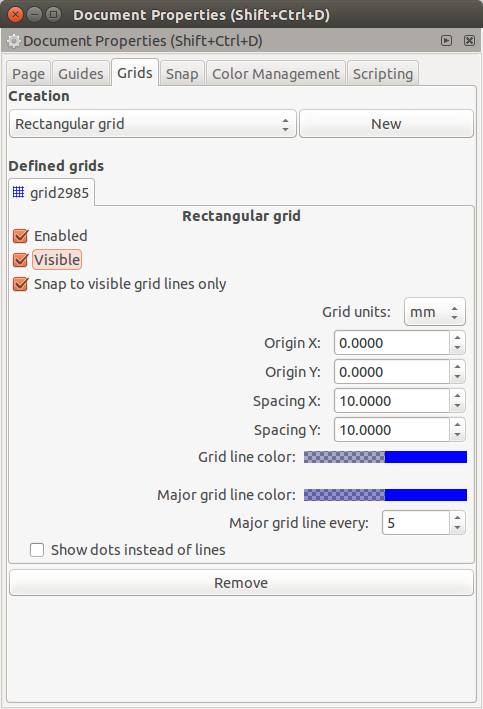 Document Properties (Shift+Ctrl+D)
Document Properties (Shift+Ctrl+D)
Page Guides Grids Snap Color Management Scripting
Creation
Rectangular grid New
Defined grids
grid2985
Rectangular grid
Enabled
Visible
Snap to visible grid lines only
Grid units: mm
Origin X: 0.0000
Origin Y: 0.0000
Spacing X: 10.0000
Spacing Y: 10.0000
Grid line color:
Major grid line color:
Major grid line every: 5
Show dots instead of lines
Remove